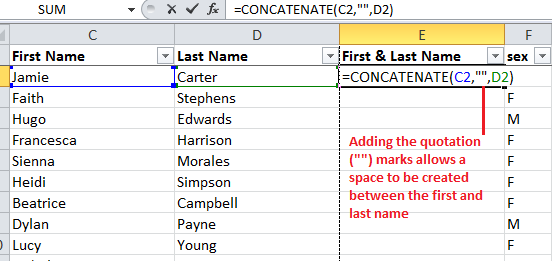 SUM fx =CONCATENATE(C2,"",D2)
C D E F
First Name Last Name First & Last Name sex
Jamie Carter =CONCATENATE(C2,"",D2)
Faith Stephens F
Hugo Edwards M
Francesca Harrison F
Sienna Morales F
Heidi Simpson F
Beatrice Campbell F
Dylan Payne M
Lucy Young F
Adding the quotation
("") marks allows a
space to be created
between the first and
last name